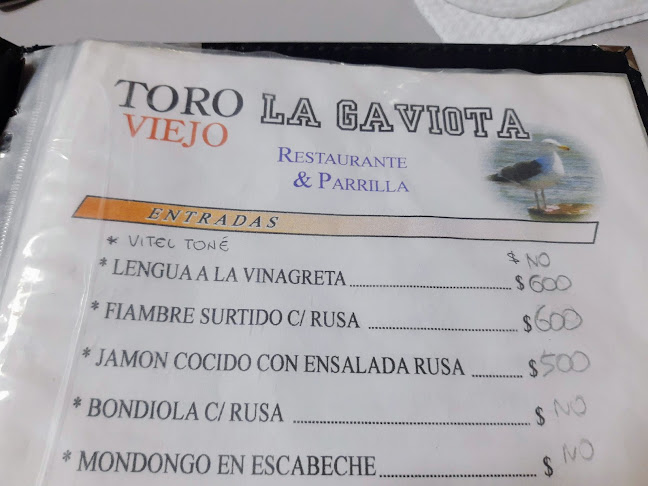 TORO LA GAVIOTA
VIEJO
RESTAURANTE
& PARRILLA
ENTRADAS
* VITEL TONÉ $ NO
* LENGUA A LA VINAGRETA $ 600
* FIAMBRE SURTIDO C/ RUSA $ 600
* JAMON COCIDO CON ENSALADA RUSA $ 500
* BONDIOLA C/ RUSA $ NO
* MONDONGO EN ESCABECHE $ NO